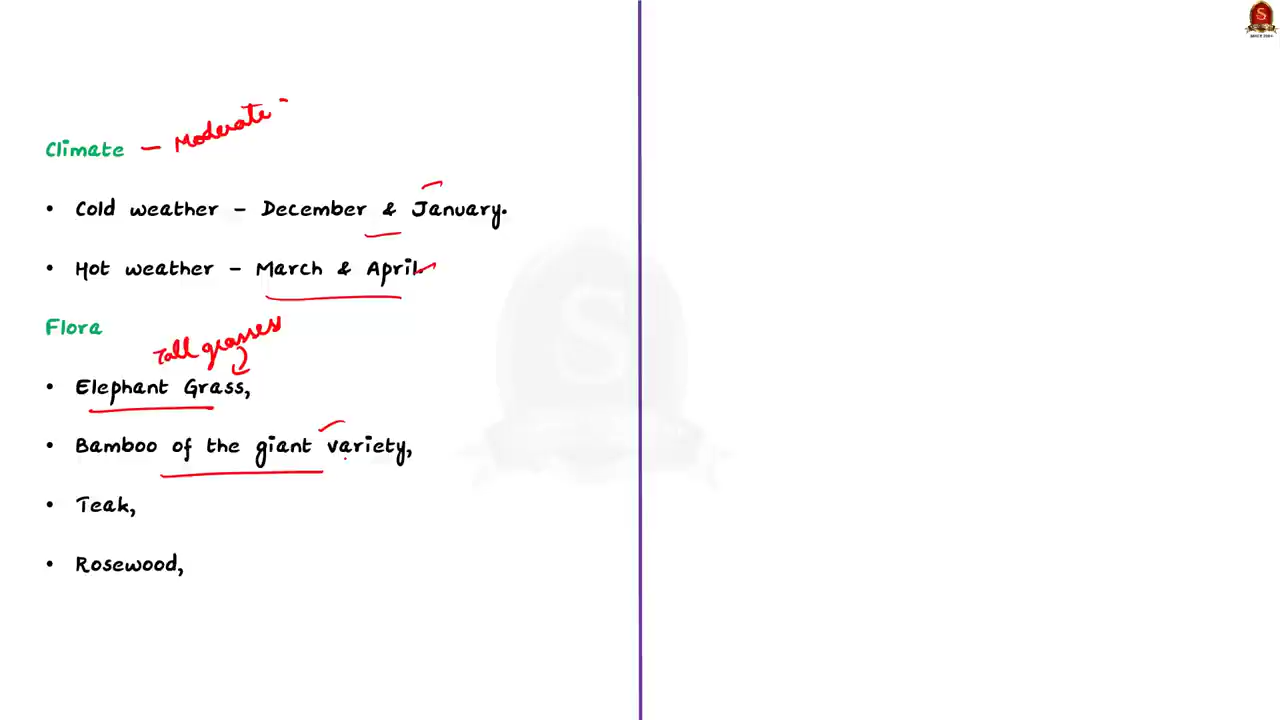 Climate – Moderate -
• Cold weather – December & January.
• Hot weather – March & April.
Flora
Tall grasses
• Elephant Grass,
• Bamboo of the giant variety,
• Teak,
• Rosewood,
S